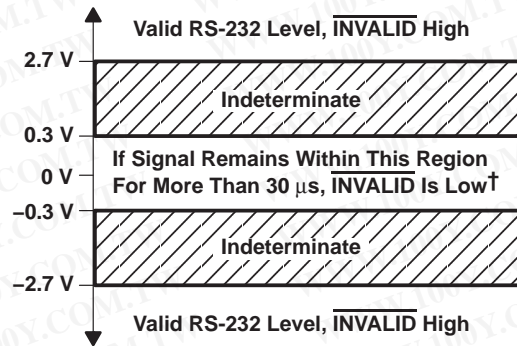 Valid RS-232 Level, INVALID High
2.7 V
Indeterminate
0.3 V
If Signal Remains Within This Region
0 V
For More Than 30 μs, INVALID Is Low†
−0.3 V
Indeterminate
−2.7 V
Valid RS-232 Level, INVALID High